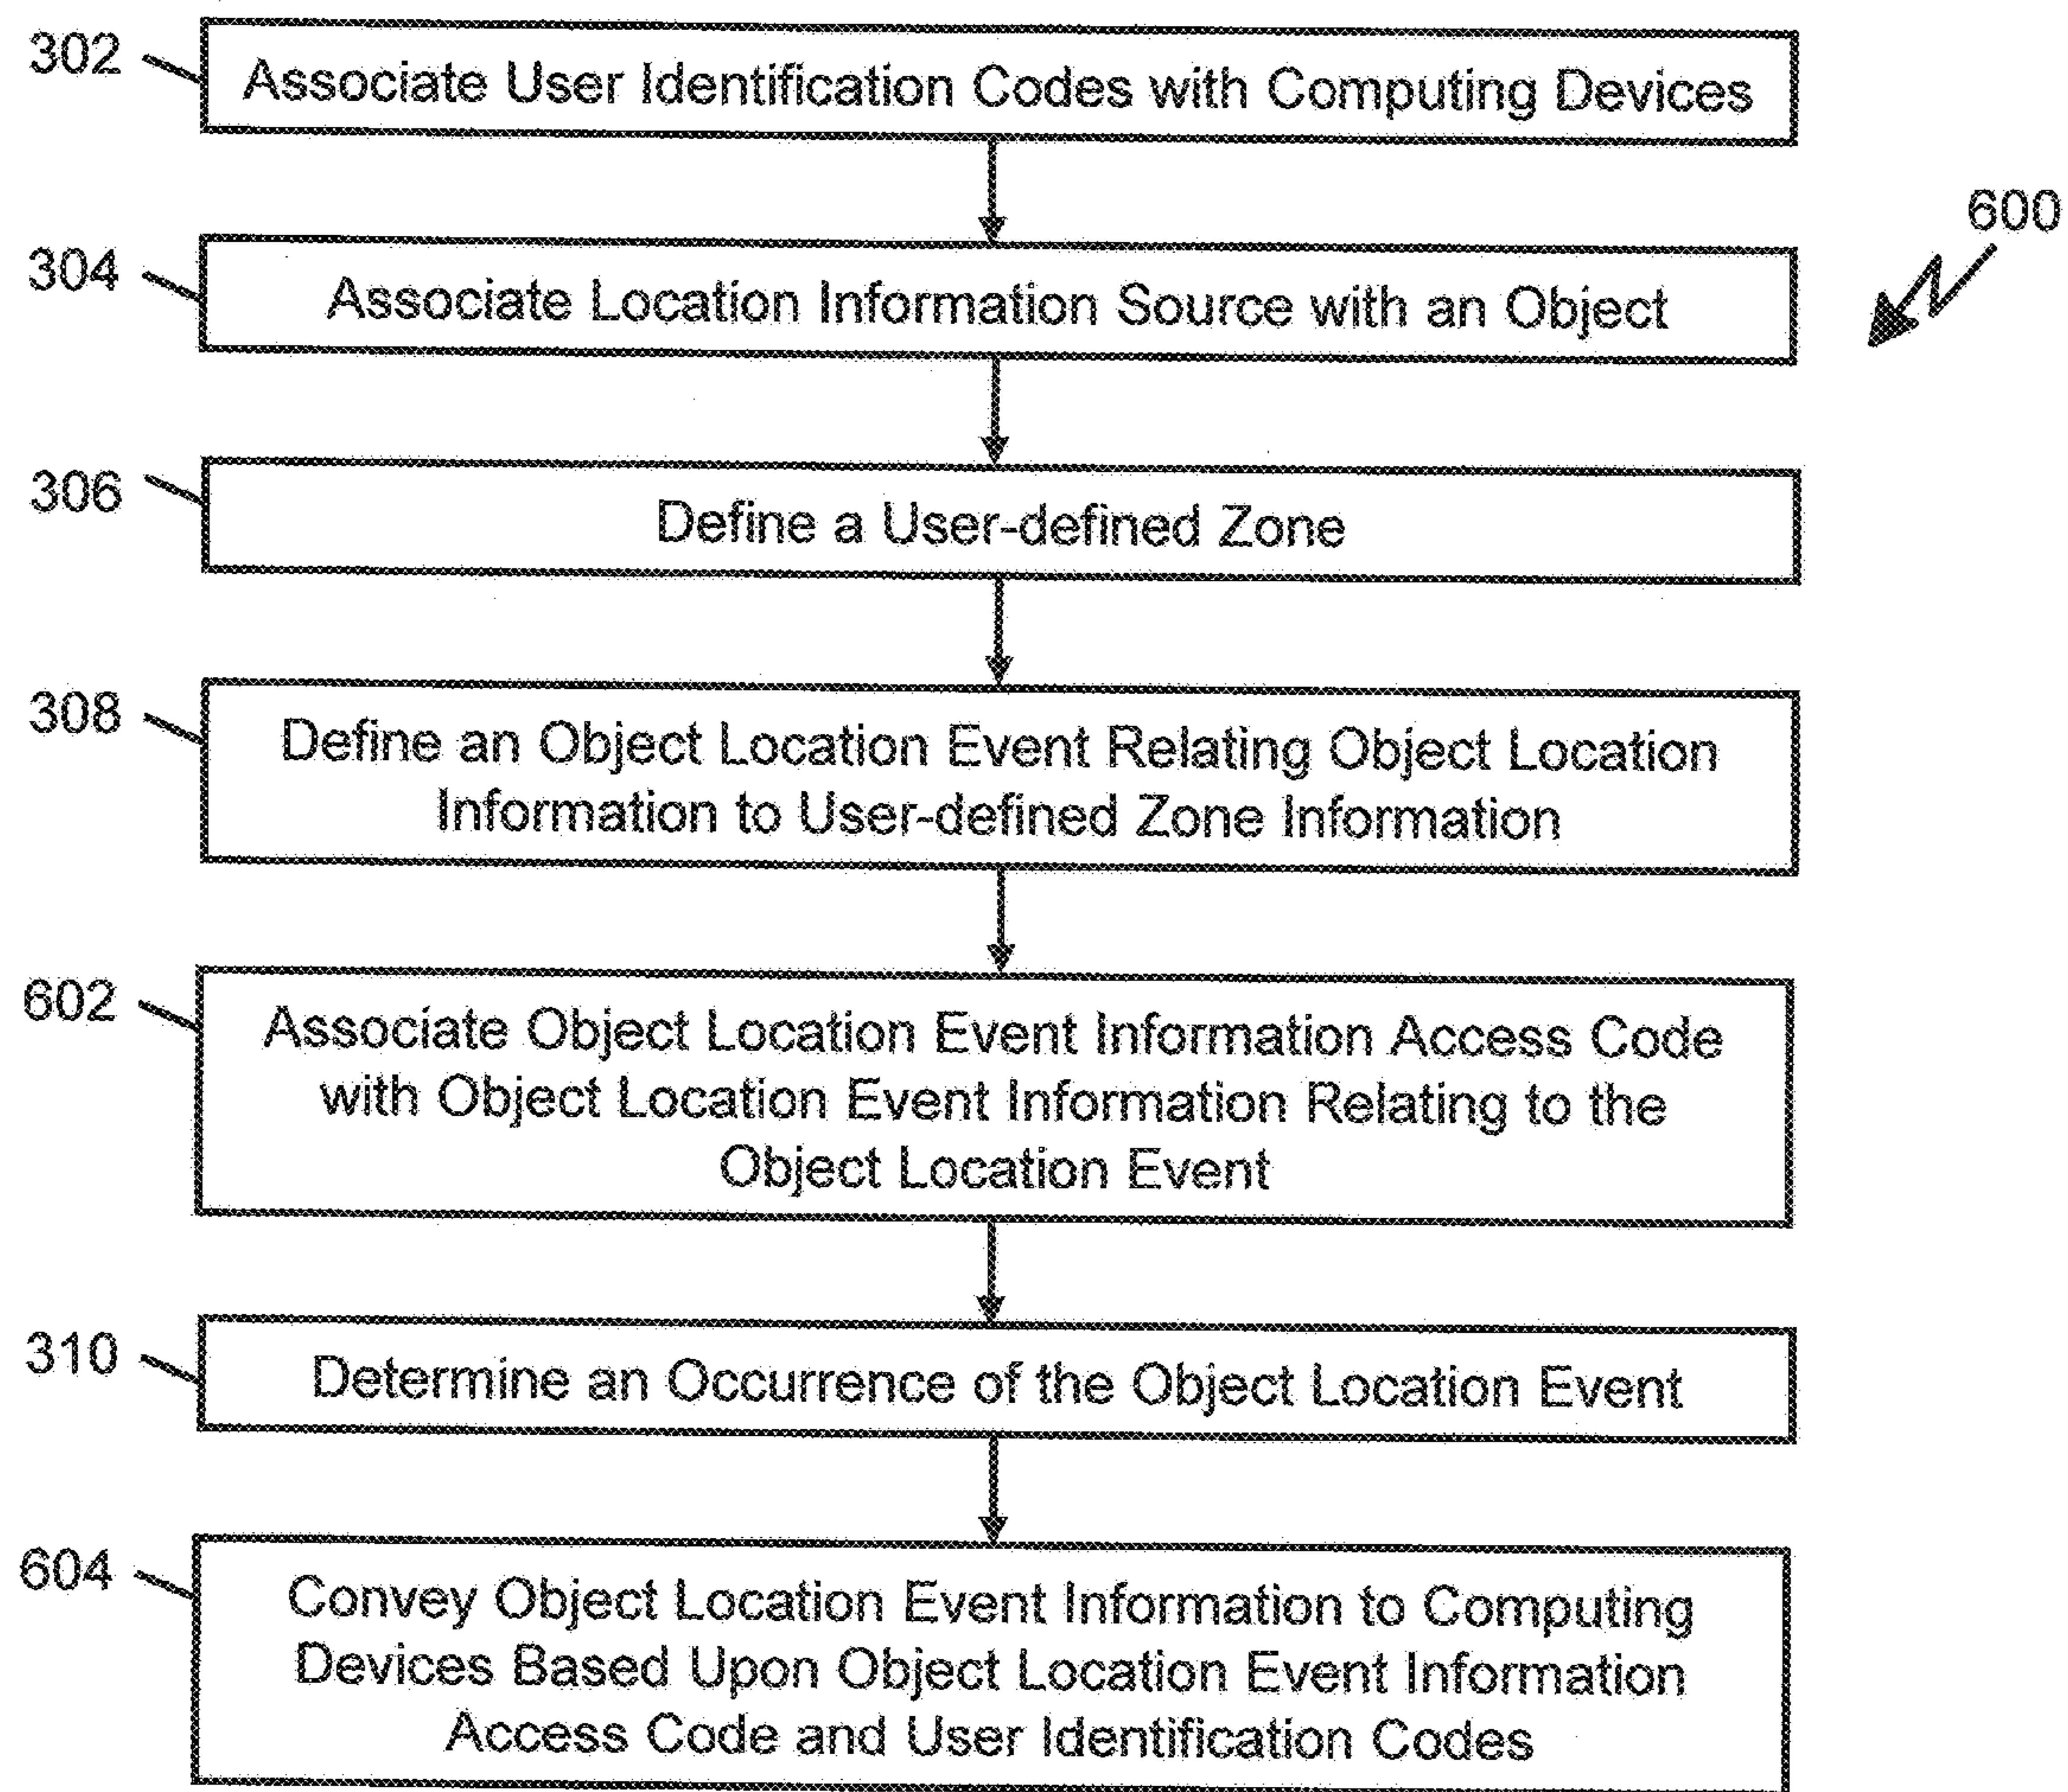 302
Associate User Identification Codes with Computing Devices
600
304
Associate Location Information Source with an Object
306
Define a User-defined Zone
308
Define an Object Location Event Relating Object Location
Information to User-defined Zone Information
602
Associate Object Location Event Information Access Code
with Object Location Event Information Relating to the
Object Location Event
310
Determine an Occurrence of the Object Location Event
604
Convey Object Location Event Information to Computing
Devices Based Upon Object Location Event Information
Access Code and User Identification Codes